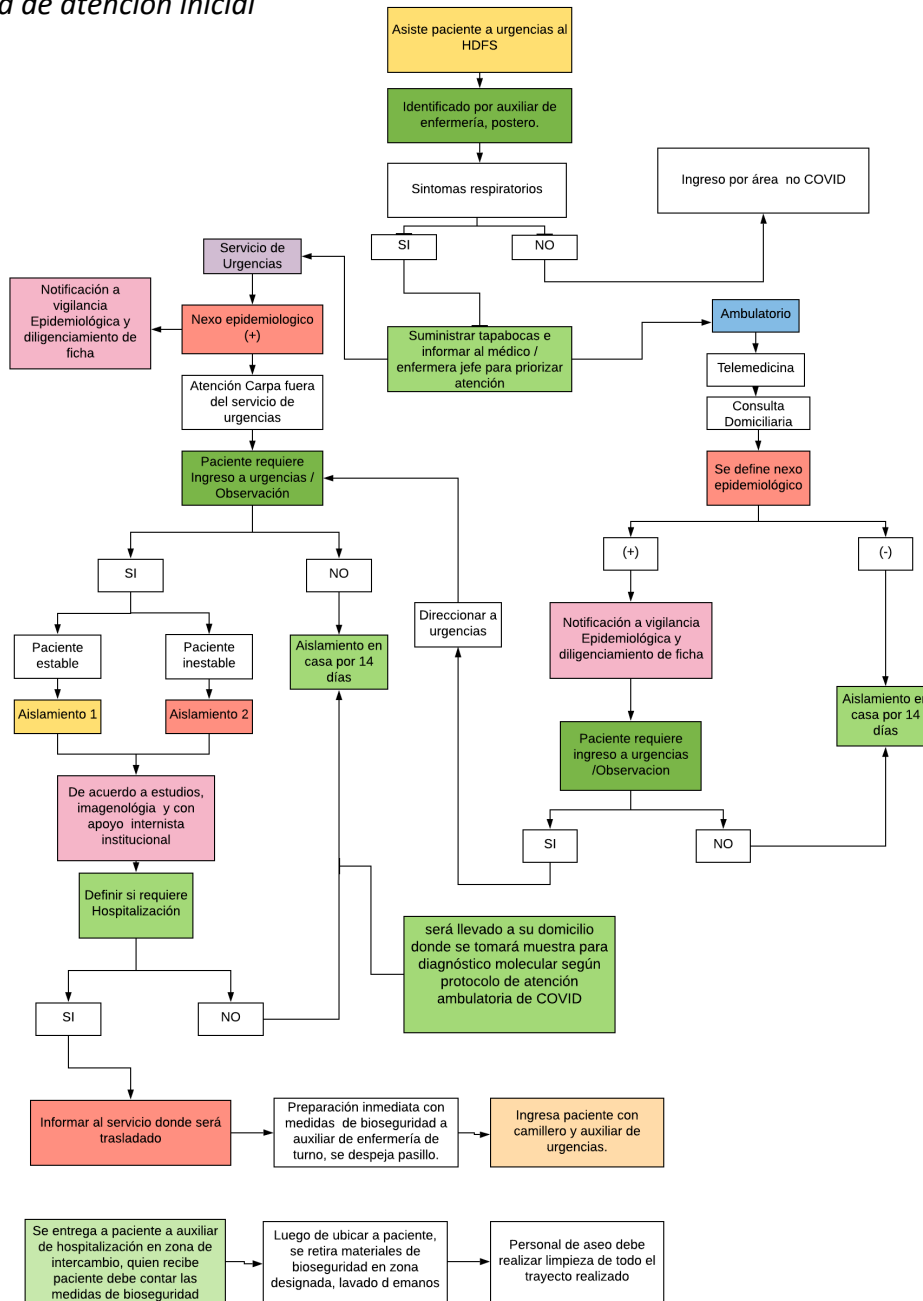 a de atención inicial
Asiste paciente a urgencias al
HDFS
Identificado por auxiliar de
enfermería, postero.
Sintomas respiratorios
Ingreso por área  no COVID
SI
NO
Servicio de
Urgencias
Notificación a
vigilancia
Epidemiológica y
diligenciamiento de
ficha
Nexo epidemiologico
(+)
Suministrar tapabocas e
informar al médico /
enfermera jefe para priorizar
atención
Ambulatorio
Telemedicina
Consulta
Domiciliaria
Atención Carpa fuera
del servicio de
urgencias
Paciente requiere
Ingreso a urgencias /
Observación
Se define nexo
epidemiológico
SI
NO
(+)
(-)
Direccionar a
urgencias
Notificación a vigilancia
Epidemiológica y
diligenciamiento de ficha
Paciente
estable
Paciente
inestable
Aislamiento en
casa por 14
días
Aislamiento 1
Aislamiento 2
Aislamiento en
casa por 14
días
Paciente requiere
ingreso a urgencias
/Observacion
De acuerdo a estudios,
imagenológia  y con
apoyo  internista
institucional
SI
NO
Definir si requiere
Hospitalización
será llevado a su domicilio
donde se tomará muestra para
diagnóstico molecular según
protocolo de atención
ambulatoria de COVID
SI
NO
Informar al servicio donde será
trasladado
Preparación inmediata con
medidas  de bioseguridad a
auxiliar de enfermería de
turno, se despeja pasillo.
Ingresa paciente con
camillero y auxiliar de
urgencias.
Se entrega a paciente a auxiliar
de hospitalización en zona de
intercambio, quien recibe
paciente debe contar las
medidas de bioseguridad
Luego de ubicar a paciente,
se retira materiales de
bioseguridad en zona
designada, lavado d emanos
Personal de aseo debe
realizar limpieza de todo el
trayecto realizado